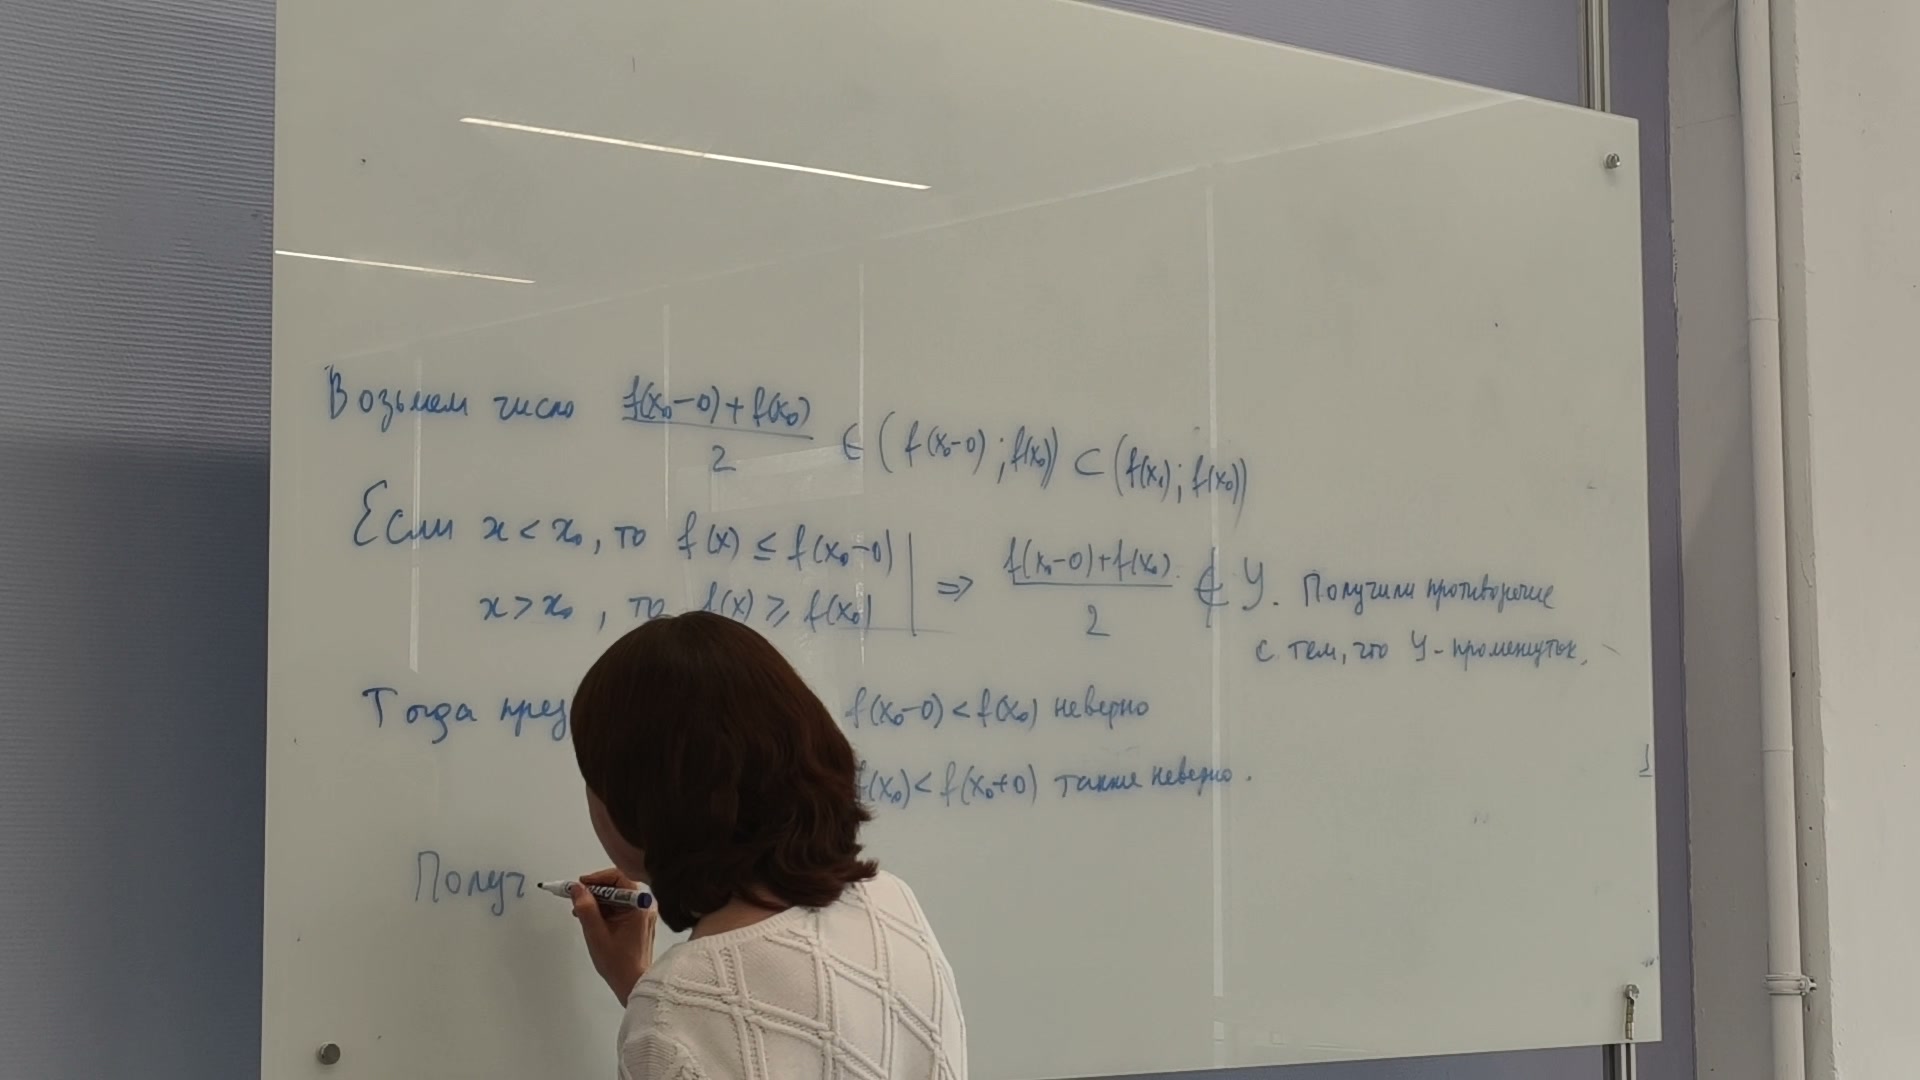 Возьмем число (f(x₀-0)+f(x₀))/2 ∈ (f(x₀-0); f(x₀)) ⊂ (f(x₁); f(x₀))
Если x < x₀, то f(x) ≤ f(x₀-0)
x > x₀, то f(x) ⩾ f(x₀)
⇒ (f(x₀-0)+f(x₀))/2 ∉ Y. Получили противоречие
с тем, что Y - промежуток.
Тогда f(x₀-0) < f(x₀) неверно
f(x₀) < f(x₀+0) также неверно.
Получ